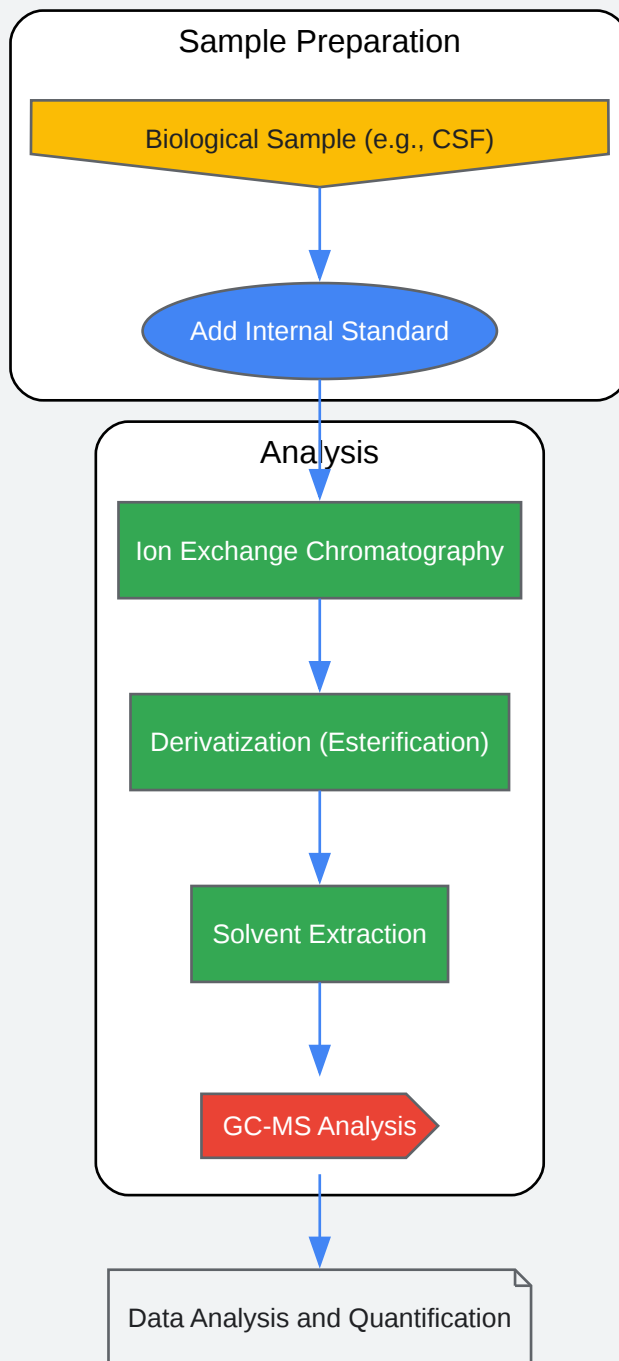 Sample Preparation
Biological Sample (e.g., CSF)
Add Internal Standard
Analysis
Ion Exchange Chromatography
Derivatization (Esterification)
Solvent Extraction
GC-MS Analysis
Data Analysis and Quantification